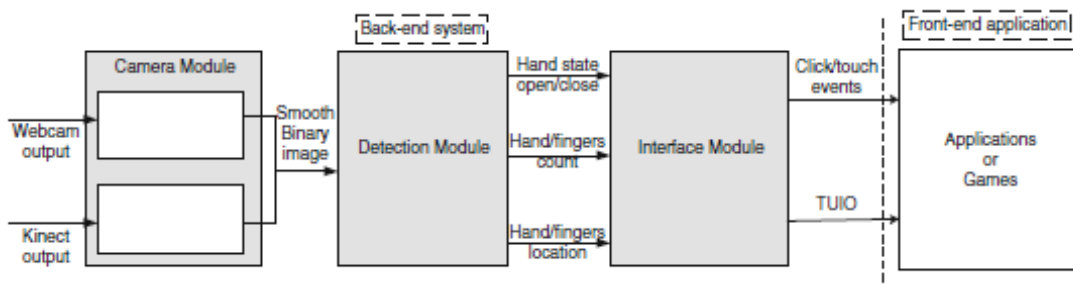 Back-end system
Front-end application
Camera Module
Webcam
output
Kinect
output
Smooth
Binary
image
Detection Module
Hand state
open/close
Hand/fingers
count
Hand/fingers
location
Interface Module
Click/touch
events
TUIO
Applications
or
Games